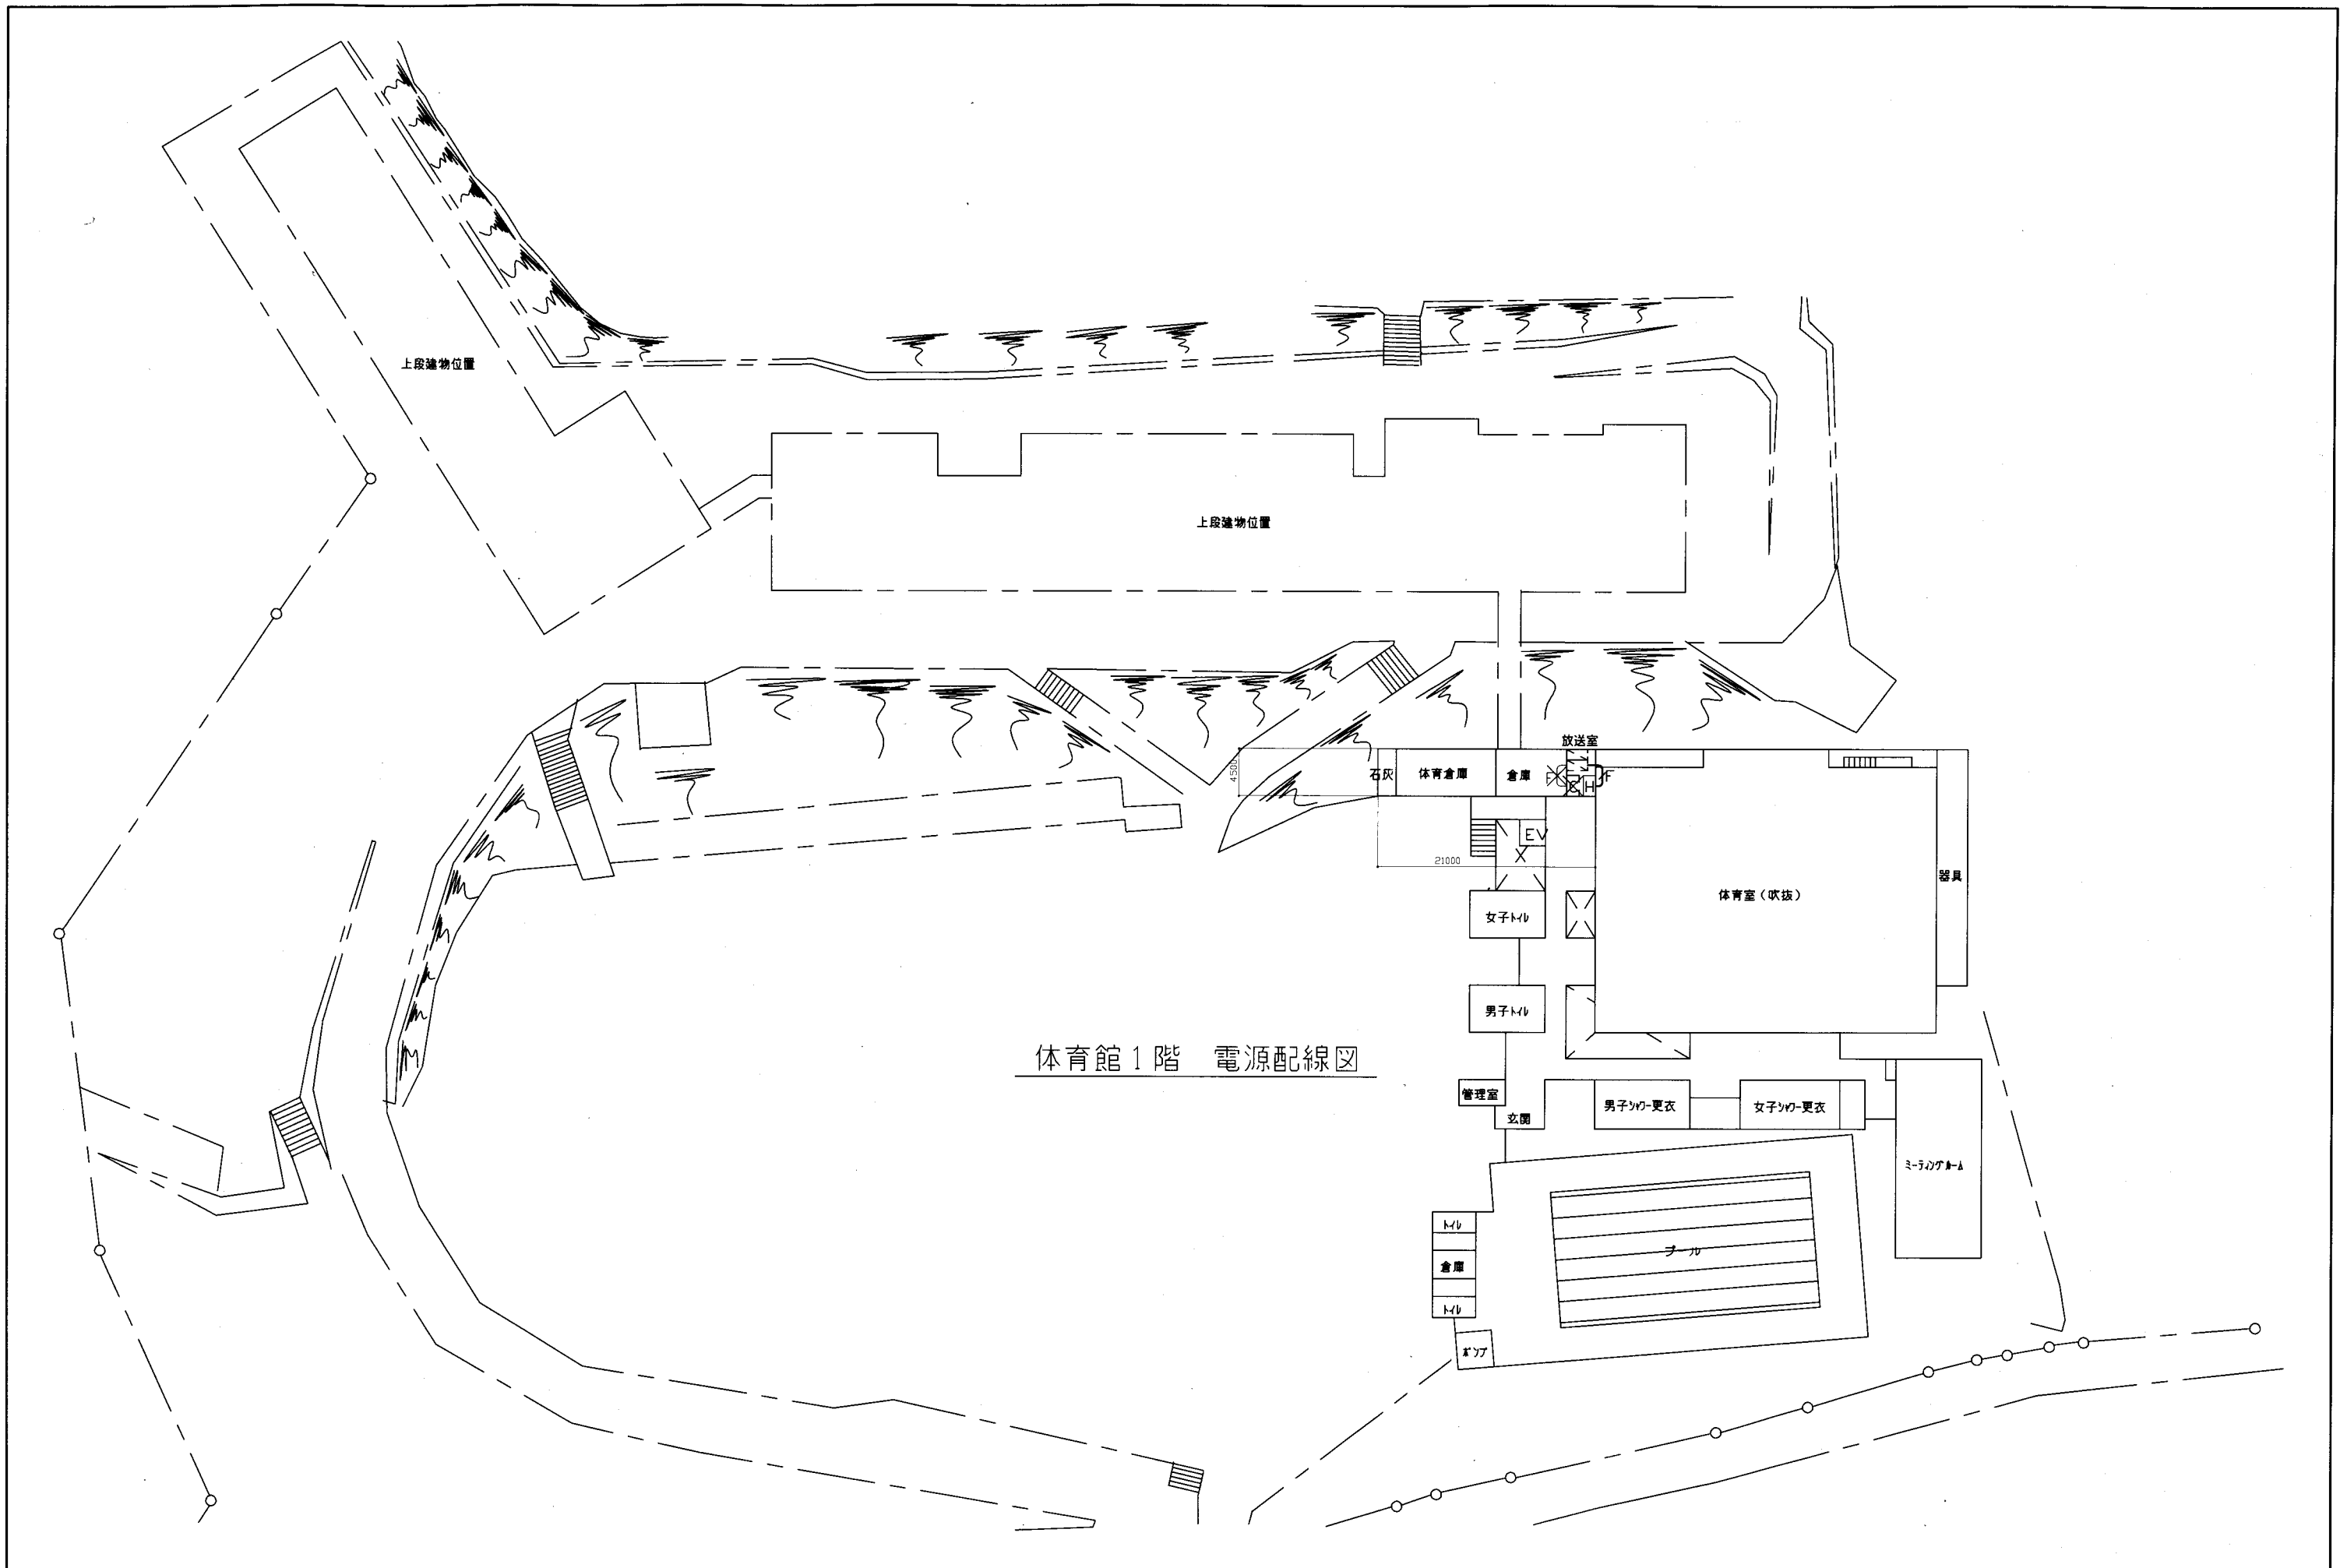 上段建物位置
上段建物位置
放送室
石灰
体育倉庫
倉庫
F
F
C
H
4500
EV
21000
体育室(吹抜)
器具
女子トイレ
男子トイレ
体育館1階 電源配線図
管理室
玄関
男子シャワー更衣
女子シャワー更衣
ミーティングルーム
トイレ
倉庫
トイレ
プール
ポンプ